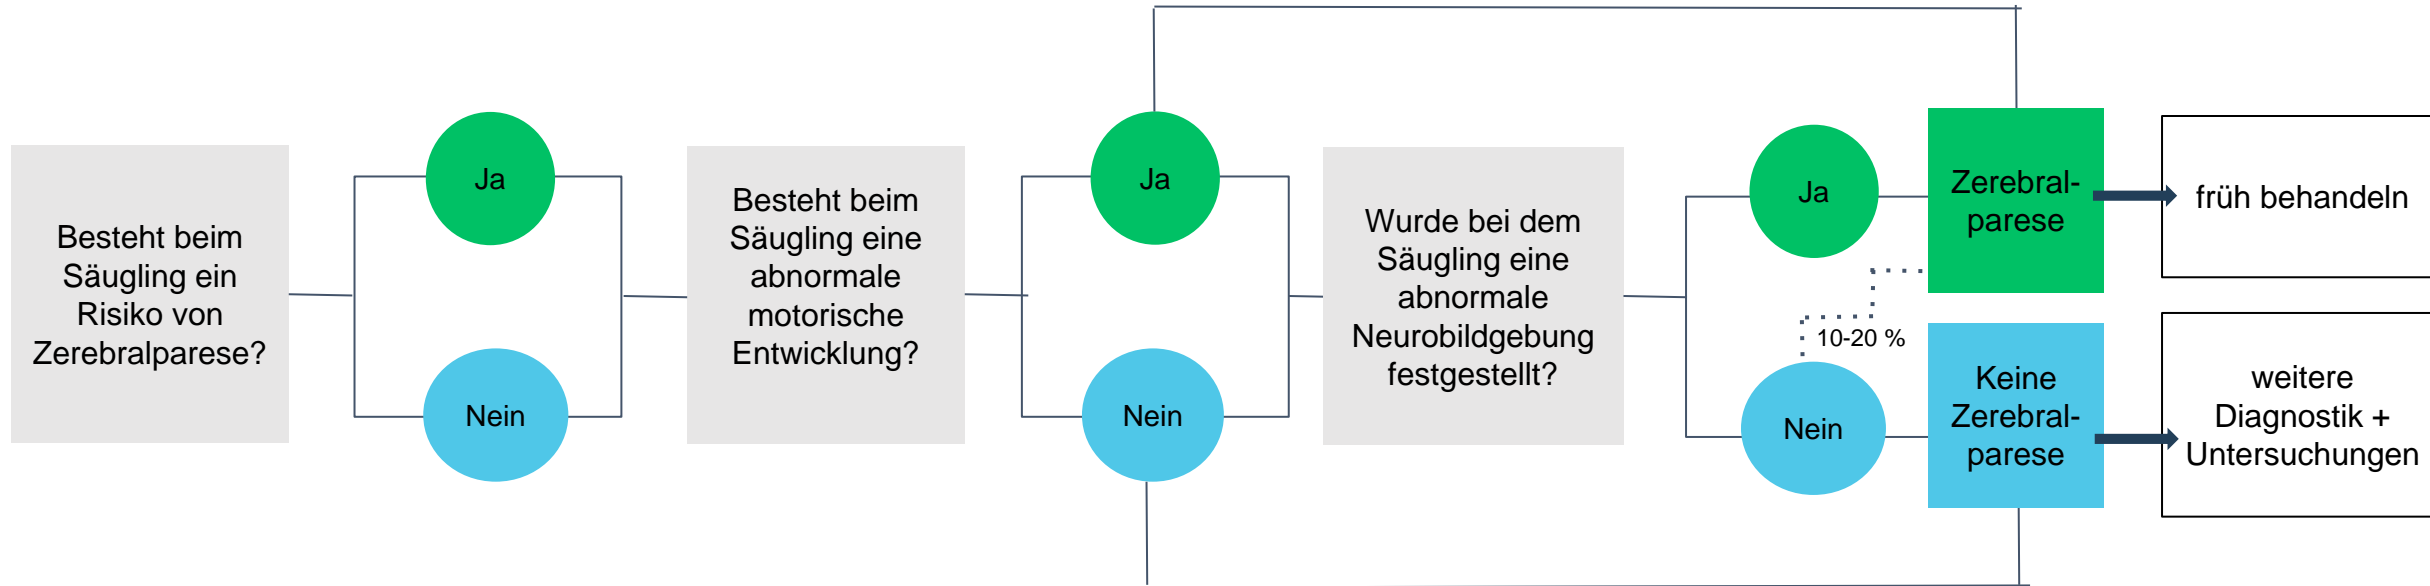 Besteht beim
Säugling ein
Risiko von
Zerebralparese?
Ja
Nein
Besteht beim
Säugling eine
abnormale
motorische
Entwicklung?
Ja
Nein
Wurde bei dem
Säugling eine
abnormale
Neurobildgebung
festgestellt?
Ja
10-20 %
Nein
Zerebral-
parese
früh behandeln
Keine
Zerebral-
parese
weitere
Diagnostik +
Untersuchungen